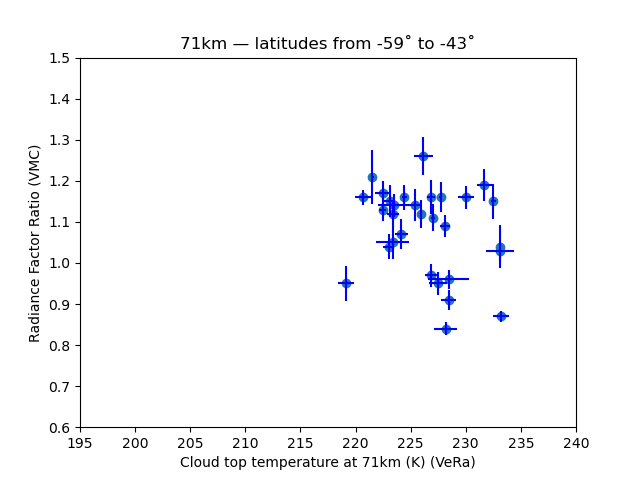 71km — latitudes from -59˚ to -43˚
1.5
1.4
1.3
1.2
1.1
1.0
0.9
0.8
0.7
0.6
Radiance Factor Ratio (VMC)
195 200 205 210 215 220 225 230 235 240
Cloud top temperature at 71km (K) (VeRa)